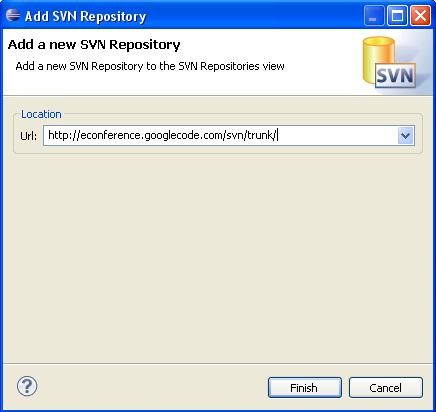 Add SVN Repository
Add a new SVN Repository
Add a new SVN Repository to the SVN Repositories view
SVN
Location
Url: http://econference.googlecode.com/svn/trunk/
?
Finish Cancel